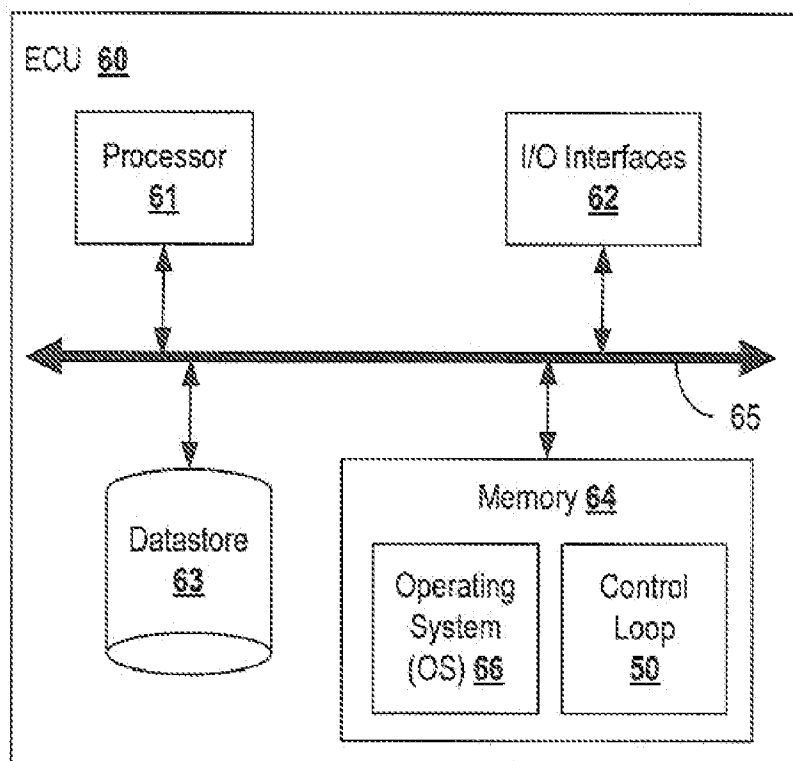 ECU 60
Processor
61
I/O Interfaces
62
65
Datastore
63
Memory 64
Operating
System
(OS) 66
Control
Loop
50